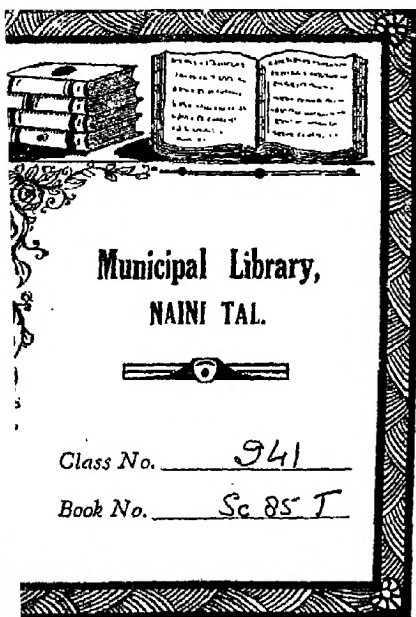 Municipal Library,
NAINI TAL.
Class No. 941
Book No. Sc 85 T